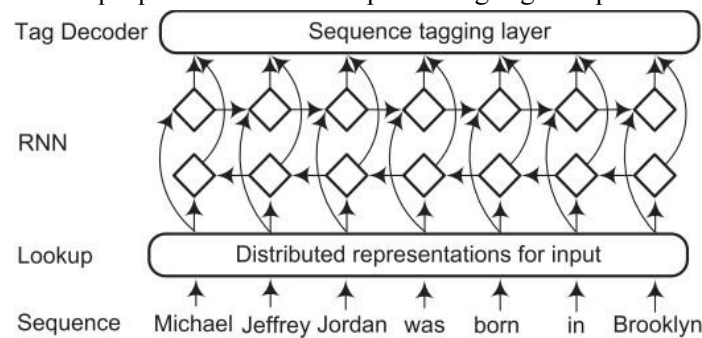 Tag Decoder Sequence tagging layer
RNN
Lookup Distributed representations for input
Sequence Michael Jeffrey Jordan was born in Brooklyn